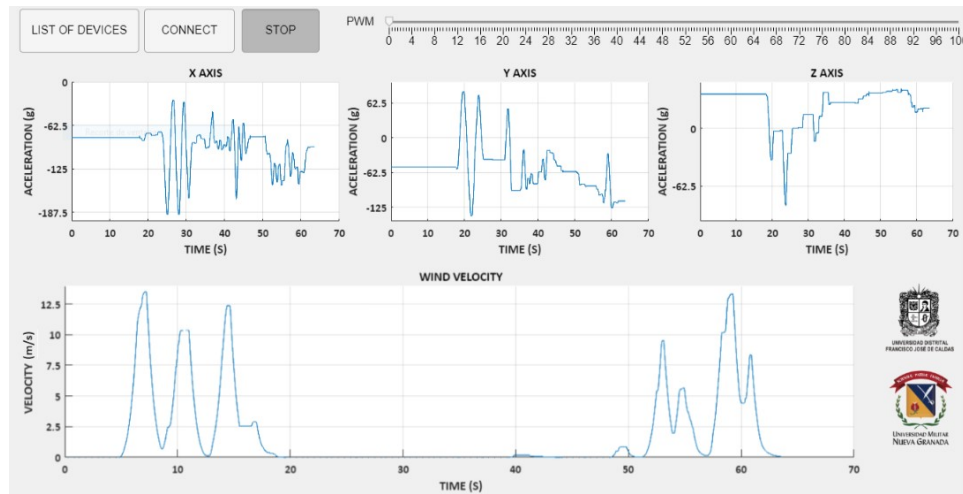 LIST OF DEVICES CONNECT STOP
PWM
0 4 8 12 16 20 24 28 32 36 40 44 48 52 56 60 64 68 72 76 80 84 88 92 96 100
X AXIS
ACELERATION (g)
0
-62.5
-125
-187.5
0 10 20 30 40 50 60 70
TIME (S)
Y AXIS
ACELERATION (g)
62.5
0
-62.5
-125
0 10 20 30 40 50 60 70
TIME (S)
Z AXIS
ACELERATION (g)
0
-62.5
0 10 20 30 40 50 60 70
TIME (S)
WIND VELOCITY
VELOCITY (m/s)
12.5
10
7.5
5
2.5
0
0 10 20 30 40 50 60 70
TIME (S)
UNIVERSIDAD DISTRITAL
FRANCISCO JOSÉ DE CALDAS
UNIVERSIDAD MILITAR
NUEVA GRANADA